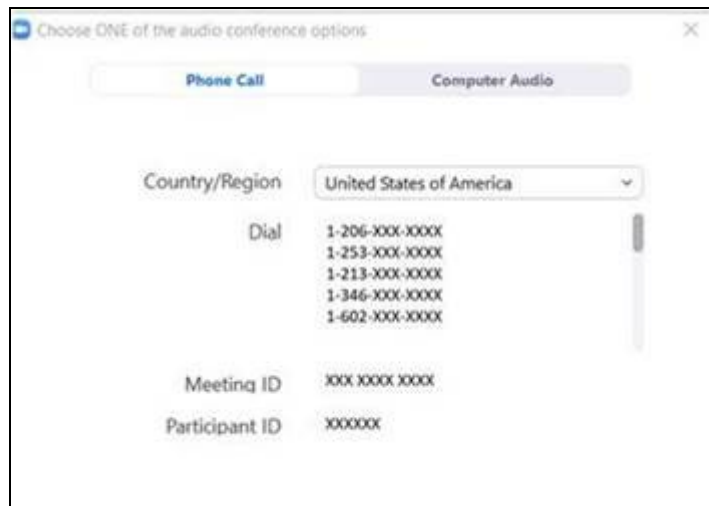 Choose ONE of the audio conference options
Phone Call Computer Audio
Country/Region United States of America
Dial 1-206-XXX-XXXX
1-253-XXX-XXXX
1-213-XXX-XXXX
1-346-XXX-XXXX
1-602-XXX-XXXX
Meeting ID XXX XXXX XXXX
Participant ID XXXXXX